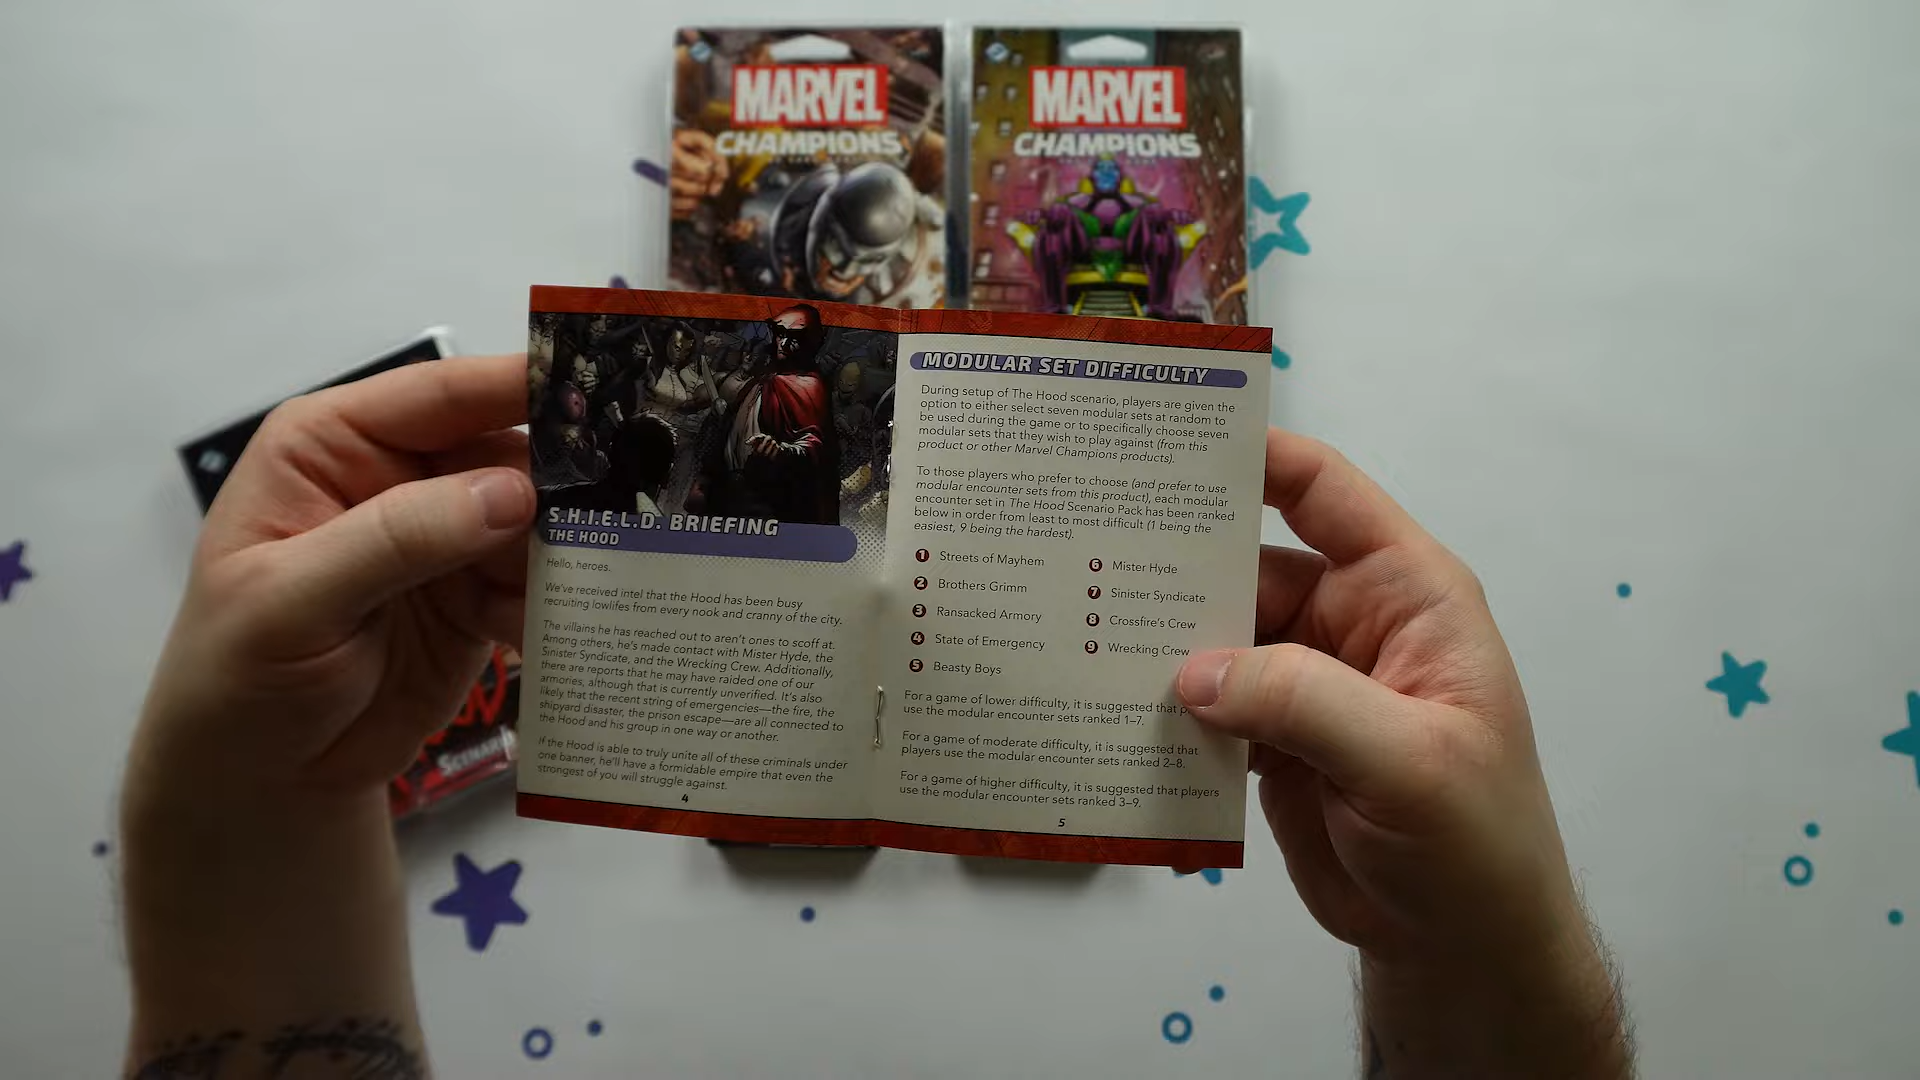 MARVEL
CHAMPIONS
MARVEL
CHAMPIONS
S.H.I.E.L.D. BRIEFING
THE HOOD
Hello, heroes.
We've received intel that the Hood has been busy
recruiting lowlifes from every nook and cranny of the city.
The villains he has reached out to aren't ones to scoff at.
Among others, he's made contact with Mister Hyde, the
Sinister Syndicate, and the Wrecking Crew. Additionally,
there are reports that he may have raided one of our
armories, although that is currently unverified. It's also
likely that the recent string of emergencies—the fire, the
shipyard disaster, the prison escape—are all connected to
the Hood and his group in one way or another.
If the Hood is able to truly unite all of these criminals under
one banner, he'll have a formidable empire that even the
strongest of you will struggle against.
4
MODULAR SET DIFFICULTY
During setup of The Hood scenario, players are given the
option to either select seven modular sets at random to
be used during the game or to specifically choose seven
modular sets that they wish to play against (from this
product or other Marvel Champions products).
To those players who prefer to choose (and prefer to use
modular encounter sets from this product), each modular
encounter set in The Hood Scenario Pack has been ranked
below in order from least to most difficult (1 being the
easiest, 9 being the hardest).
1 Streets of Mayhem
2 Brothers Grimm
3 Ransacked Armory
4 State of Emergency
5 Beasty Boys
6 Mister Hyde
7 Sinister Syndicate
8 Crossfire's Crew
9 Wrecking Crew
For a game of lower difficulty, it is suggested that
use the modular encounter sets ranked 1–7.
For a game of moderate difficulty, it is suggested that
players use the modular encounter sets ranked 2–8.
For a game of higher difficulty, it is suggested that players
use the modular encounter sets ranked 3–9.
5